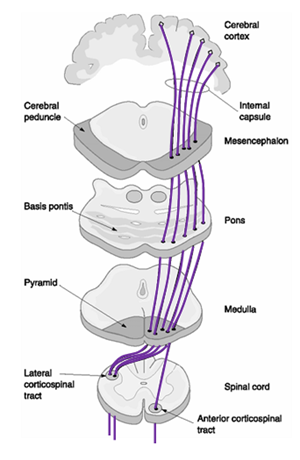 Cerebral
cortex
Cerebral
peduncle
Internal
capsule
Mesencephalon
Basis pontis
Pons
Pyramid
Medulla
Lateral
corticospinal
tract
Spinal cord
Anterior corticospinal
tract